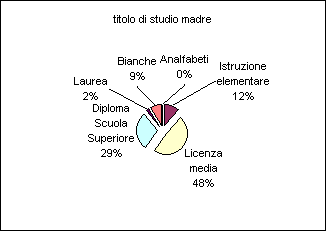 titolo di studio madre
Bianche
9%
Analfabeti
0%
Istruzione
elementare
12%
Laurea
2%
Diploma
Scuola
Superiore
29%
Licenza
media
48%